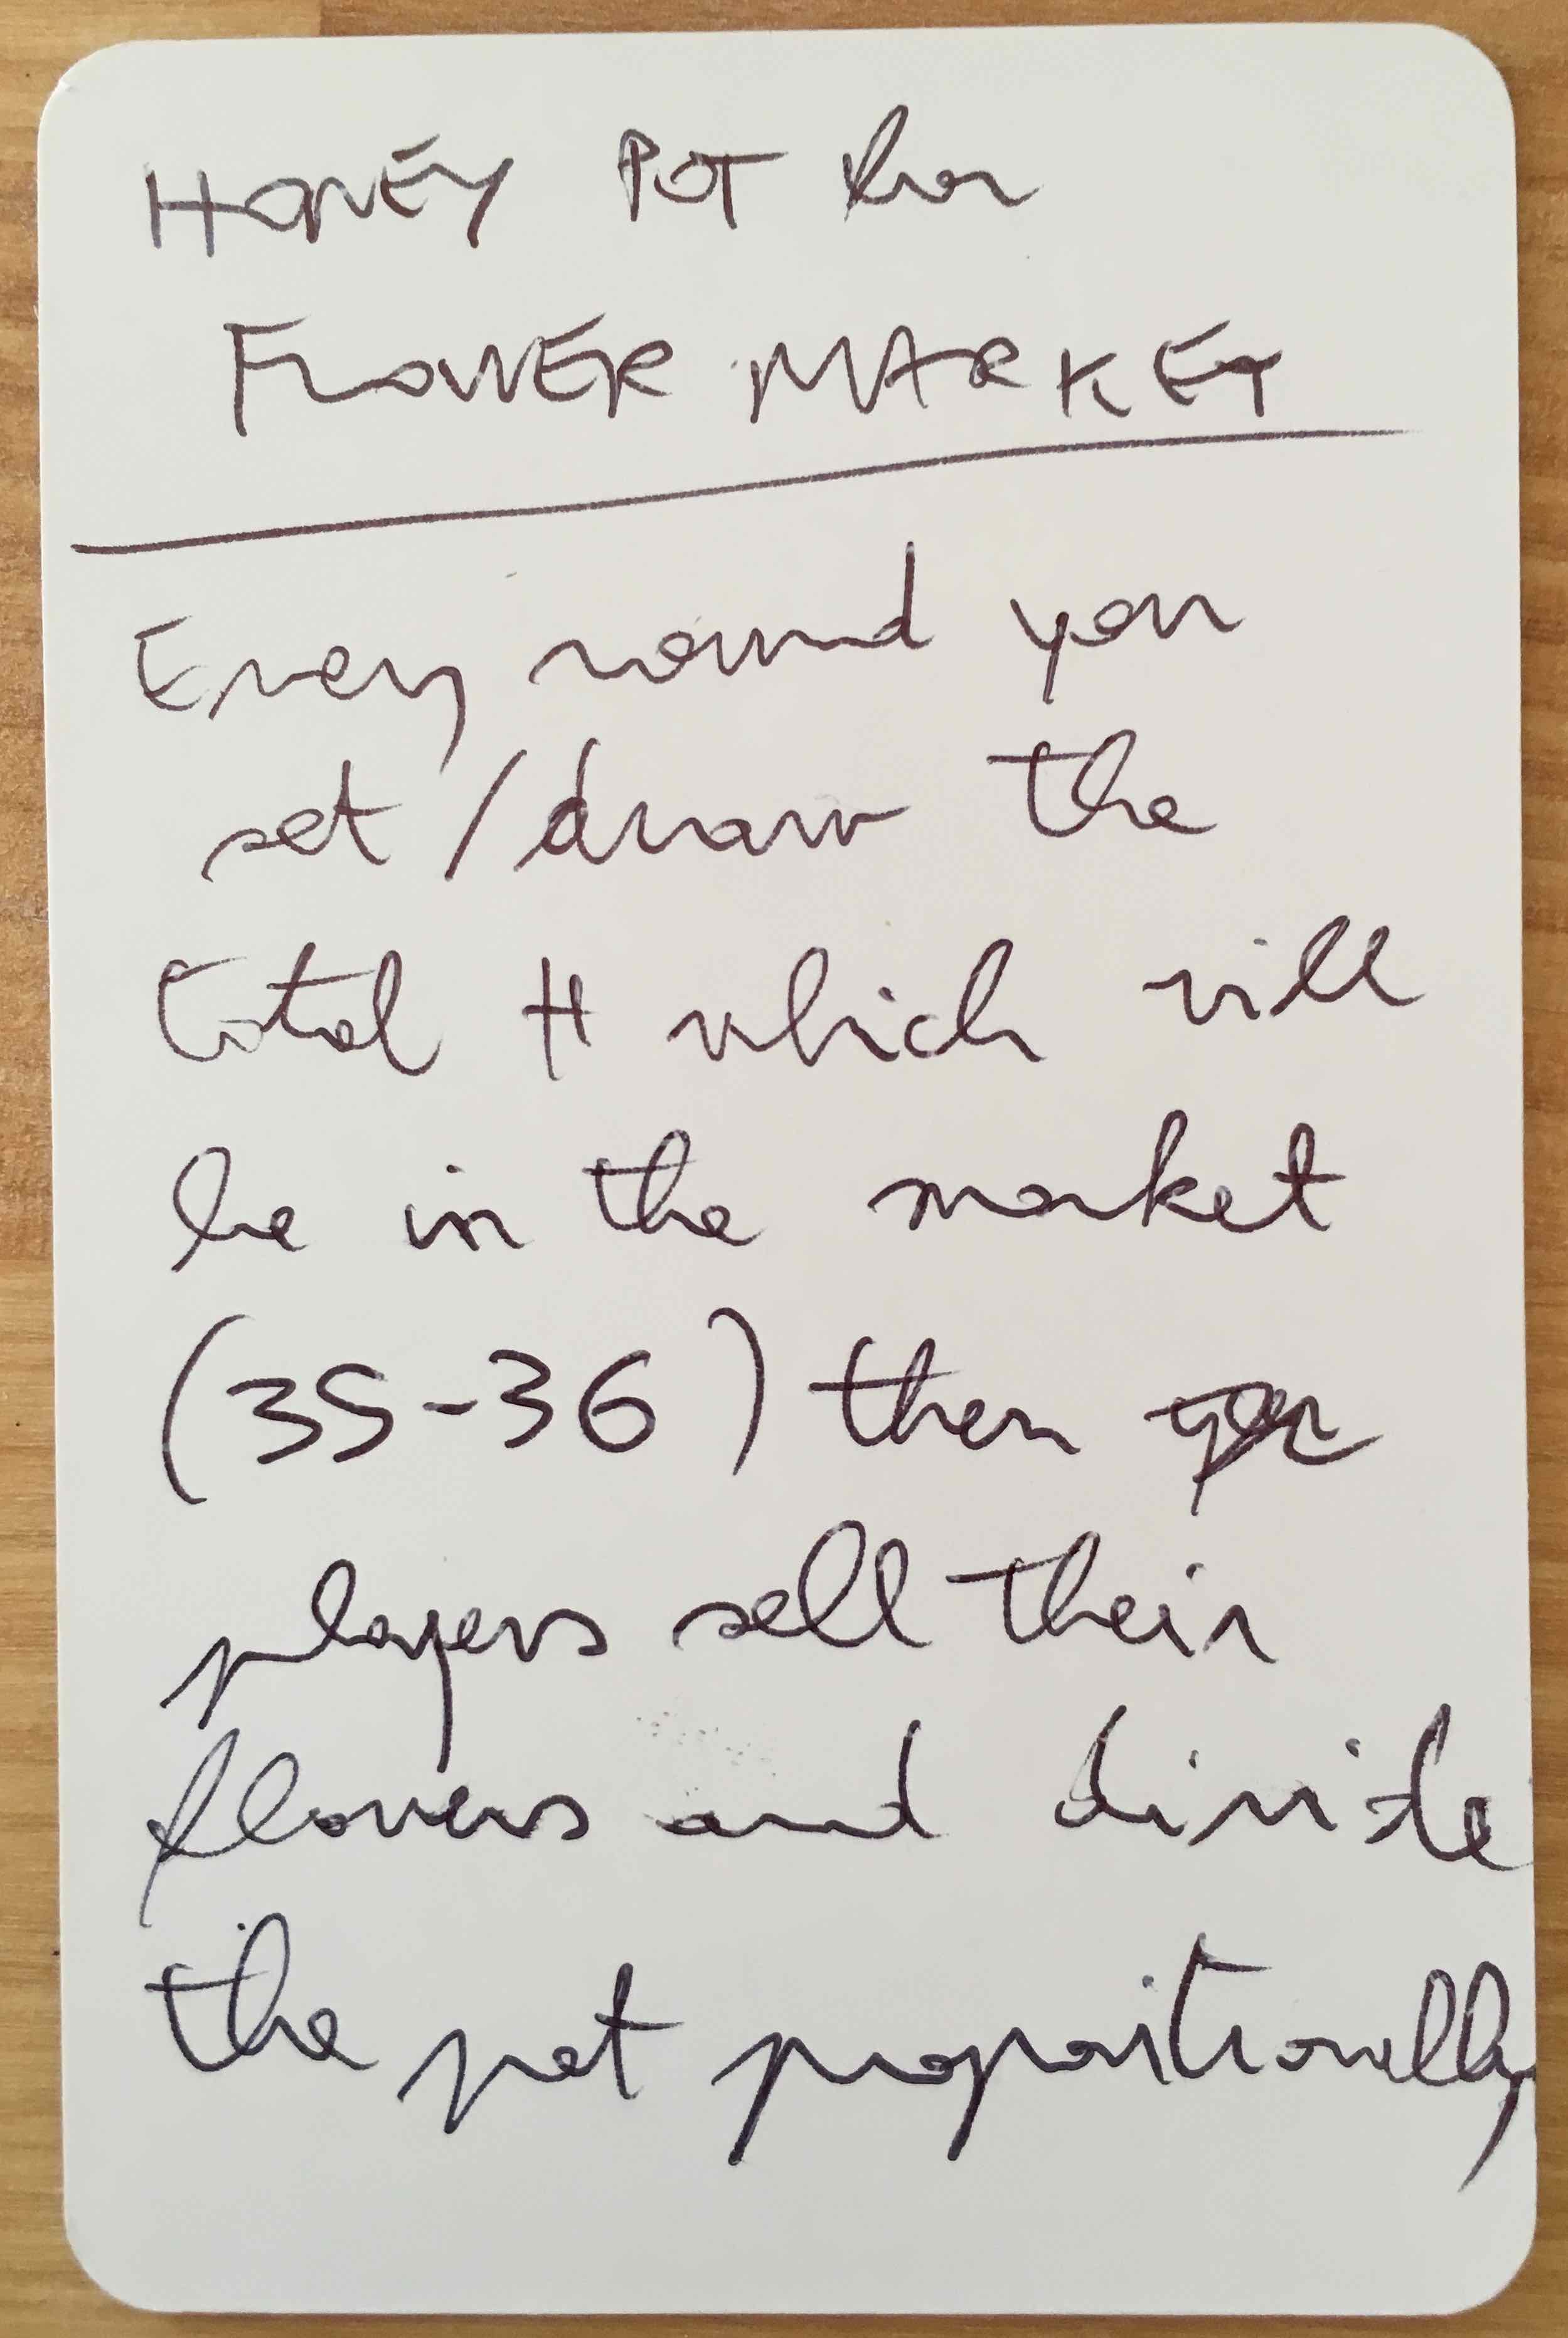 HONEY POT for
FLOWER MARKET
Every round you
set / draw the
total # which will
be in the market
(35-36) then
players sell their
flowers and divide
the pot proportionally